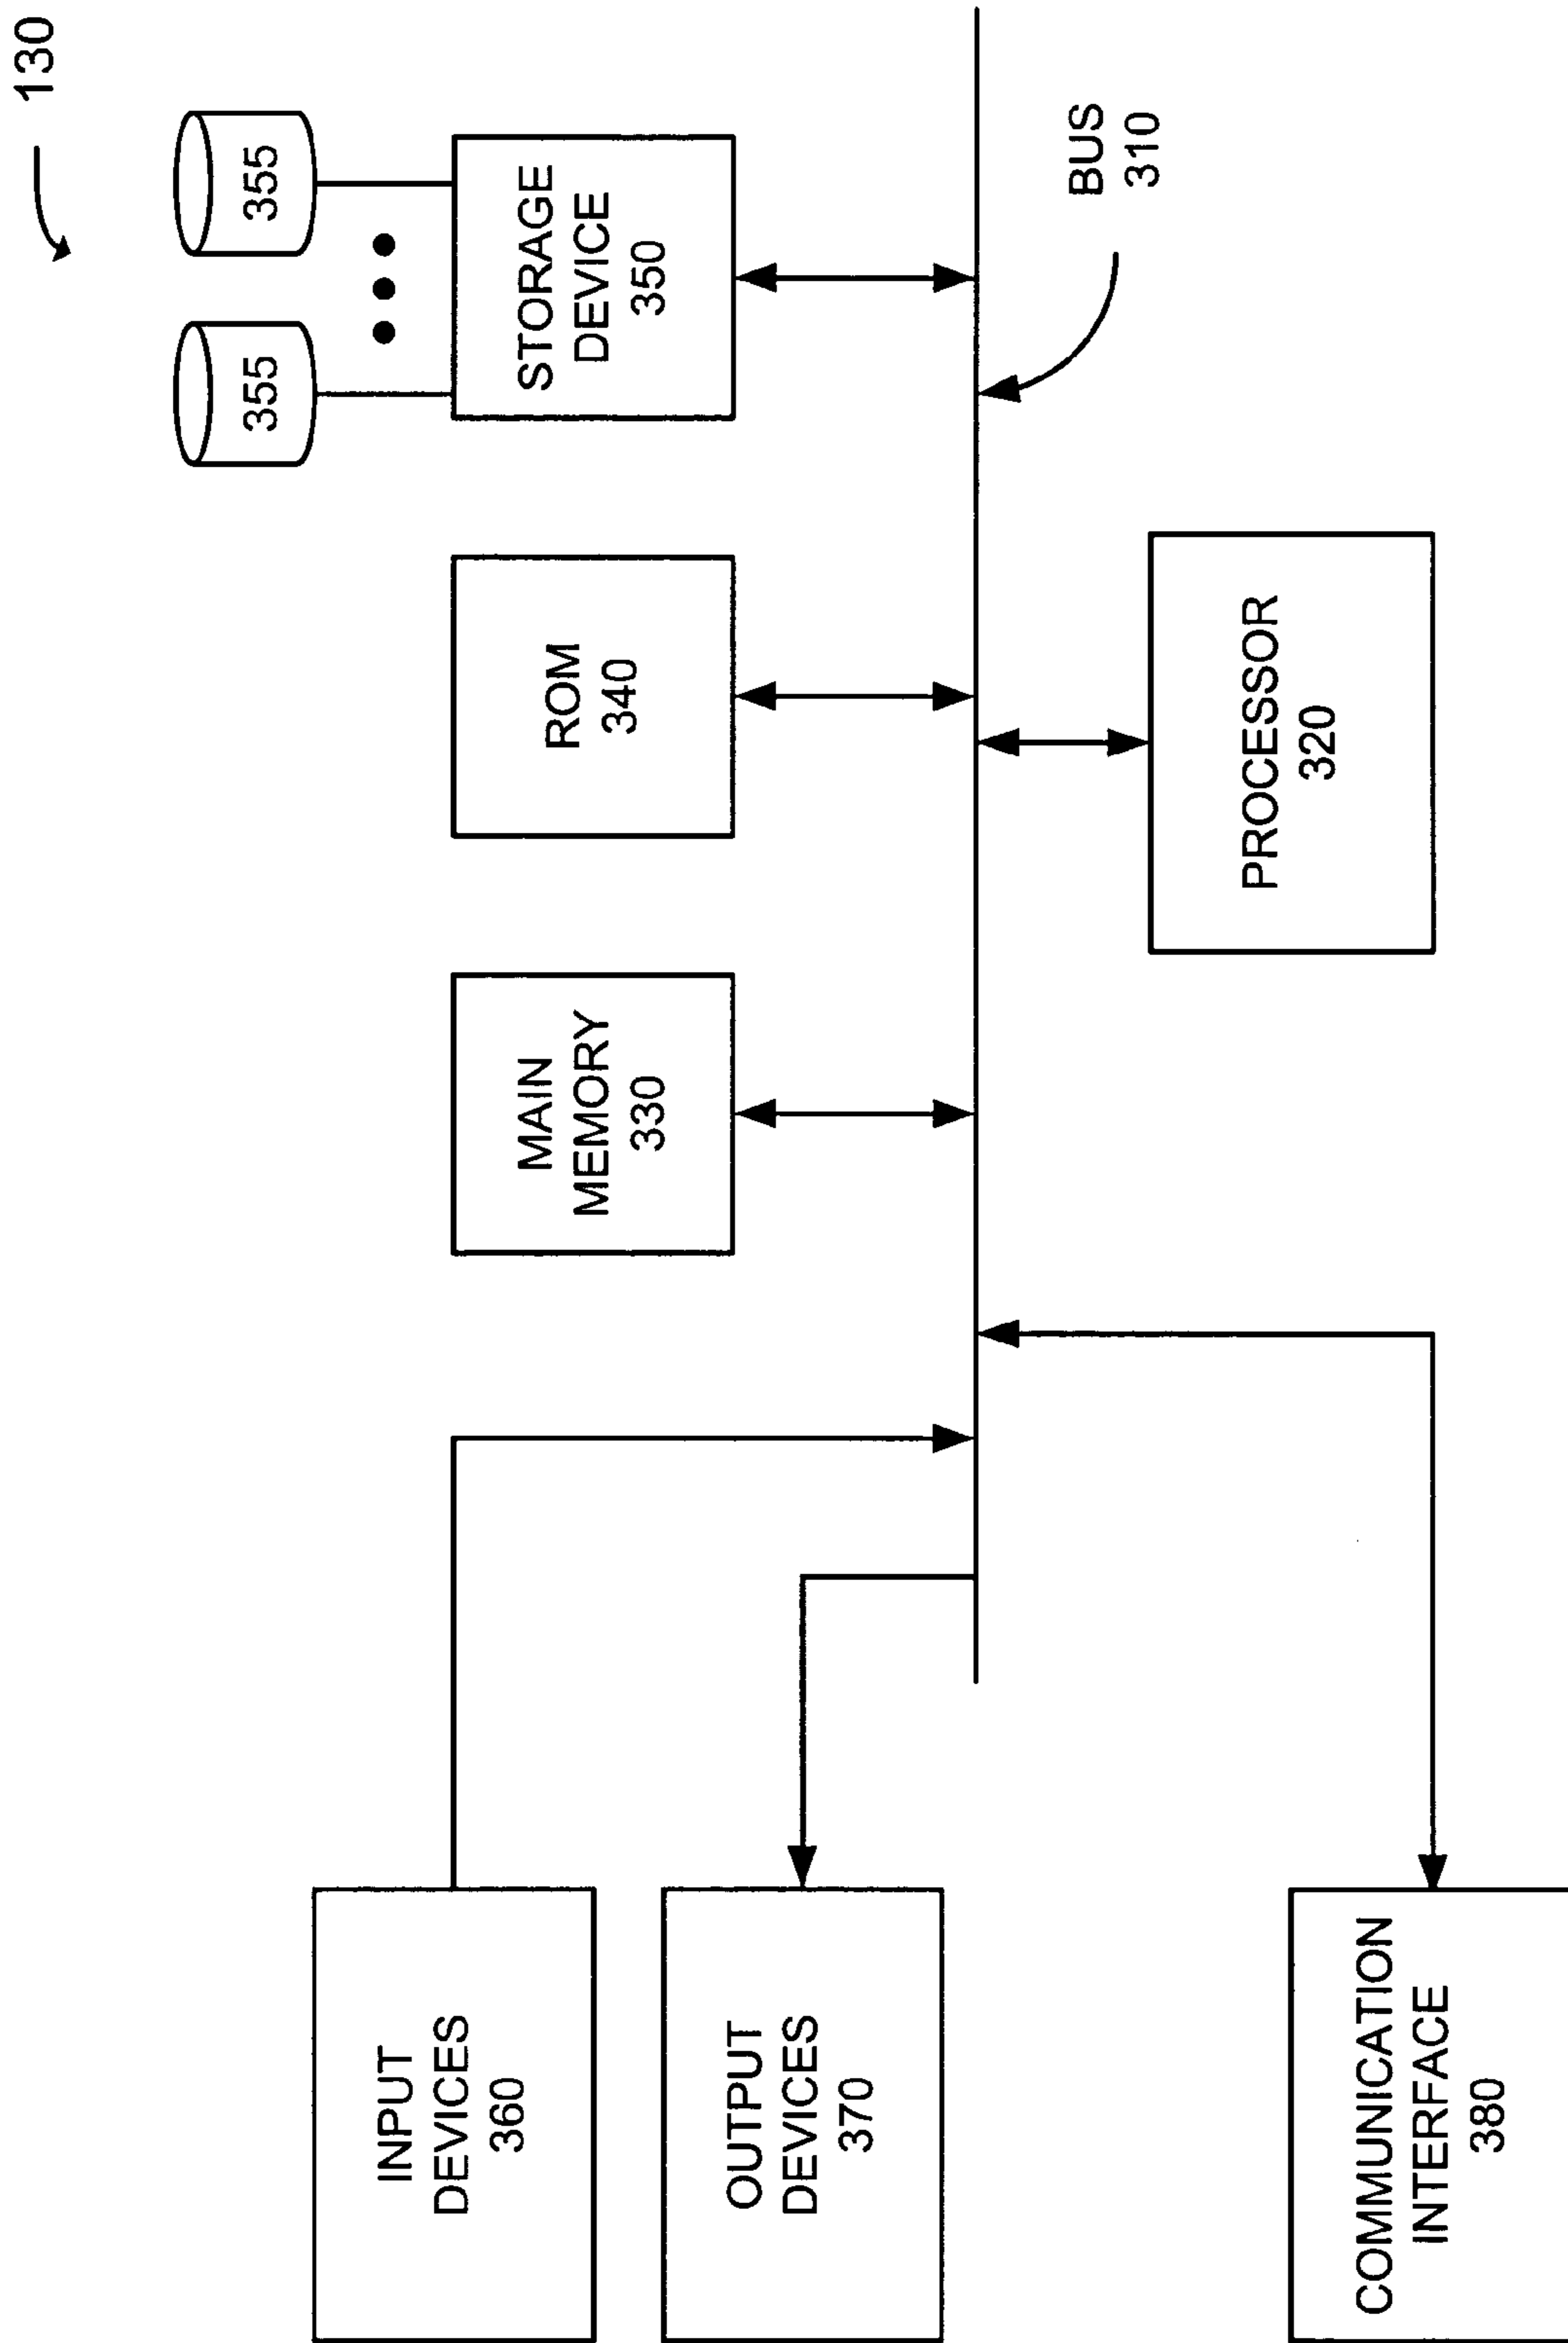 130
355
355
STORAGE
DEVICE
350
ROM
340
MAIN
MEMORY
330
BUS
310
PROCESSOR
320
INPUT
DEVICES
360
OUTPUT
DEVICES
370
COMMUNICATION
INTERFACE
380